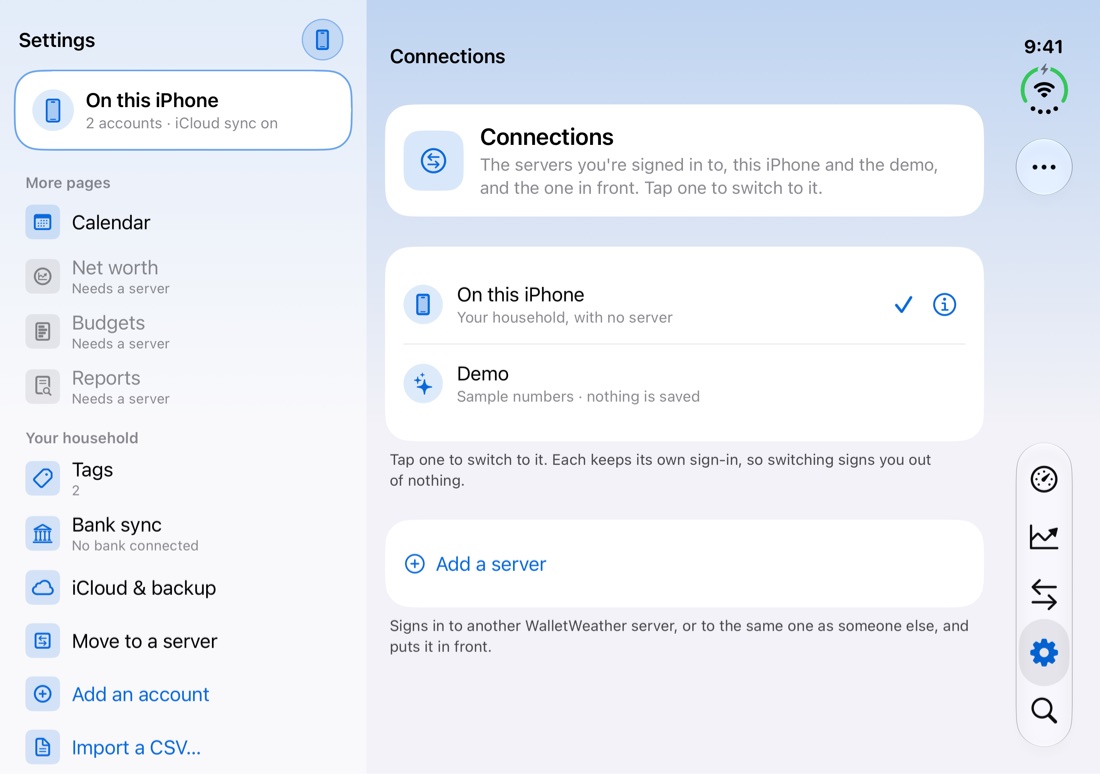 Settings
On this iPhone
2 accounts · iCloud sync on
More pages
Calendar
Net worth
Needs a server
Budgets
Needs a server
Reports
Needs a server
Your household
Tags
2
Bank sync
No bank connected
iCloud & backup
Move to a server
Add an account
Import a CSV...
Connections
Connections
The servers you're signed in to, this iPhone and the demo,
and the one in front. Tap one to switch to it.
On this iPhone
Your household, with no server
Demo
Sample numbers · nothing is saved
Tap one to switch to it. Each keeps its own sign-in, so switching signs you out
of nothing.
Add a server
Signs in to another WalletWeather server, or to the same one as someone else, and
puts it in front.
9:41